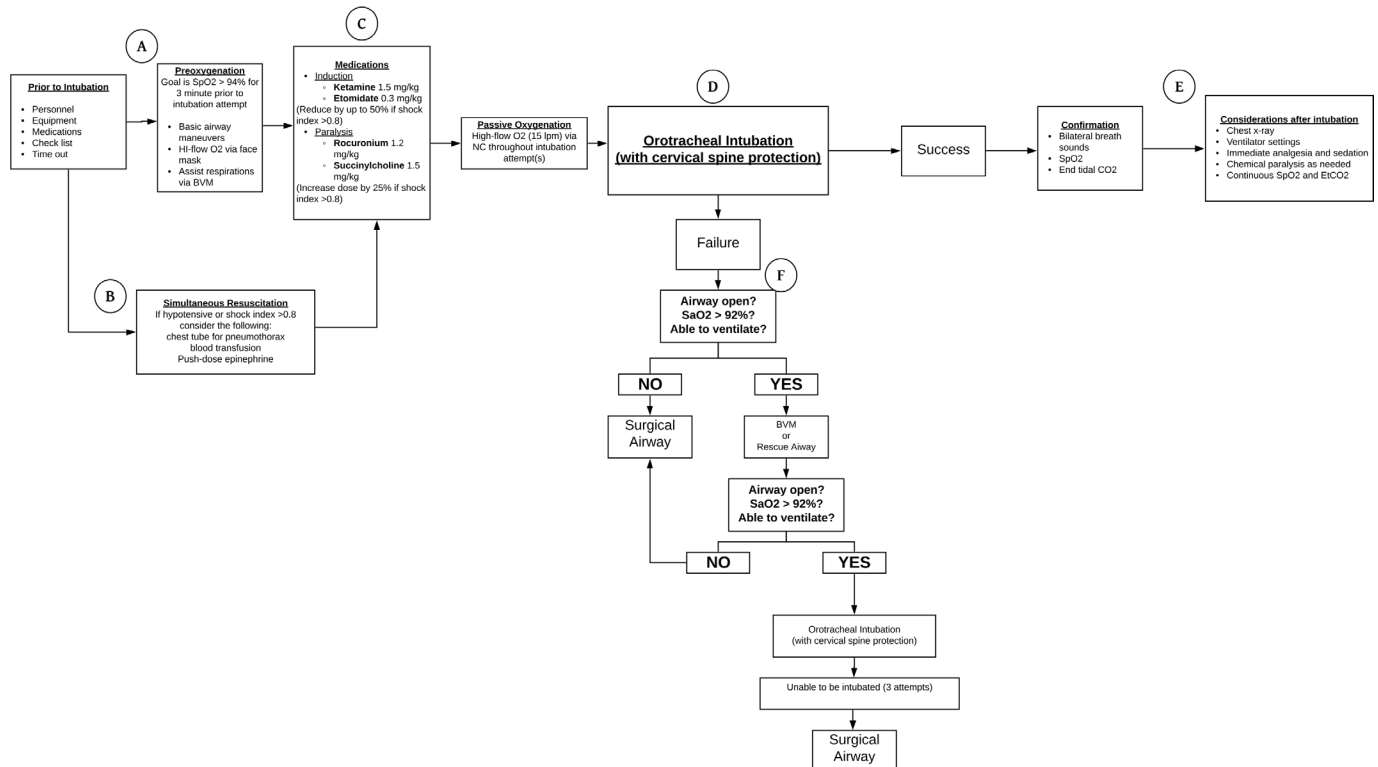 A
Preoxygenation
Goal is SpO2 > 94% for
3 minute prior to
intubation attempt
• Basic airway
maneuvers
• HI-flow O2 via face
mask
• Assist respirations
via BVM
Prior to Intubation
• Personnel
• Equipment
• Medications
• Check list
• Time out
B
Simultaneous Resuscitation
If hypotensive or shock index >0.8
consider the following:
chest tube for pneumothorax
blood transfusion
Push-dose epinephrine
C
Medications
• Induction
◦ Ketamine 1.5 mg/kg
◦ Etomidate 0.3 mg/kg
(Reduce by up to 50% if shock
index >0.8)
• Paralysis
◦ Rocuronium 1.2
mg/kg
◦ Succinylcholine 1.5
mg/kg
(Increase dose by 25% if shock
index >0.8)
Passive Oxygenation
High-flow O2 (15 lpm) via
NC throughout intubation
attempt(s)
D
Orotracheal Intubation
(with cervical spine protection)
Success
Confirmation
• Bilateral breath
sounds
• SpO2
• End tidal CO2
E
Considerations after intubation
• Chest x-ray
• Ventilator settings
• Immediate analgesia and sedation
• Chemical paralysis as needed
• Continuous SpO2 and EtCO2
Failure
F
Airway open?
SaO2 > 92%?
Able to ventilate?
NO
YES
Surgical
Airway
BVM
or
Rescue Aiway
Airway open?
SaO2 > 92%?
Able to ventilate?
NO
YES
Orotracheal Intubation
(with cervical spine protection)
Unable to be intubated (3 attempts)
Surgical
Airway